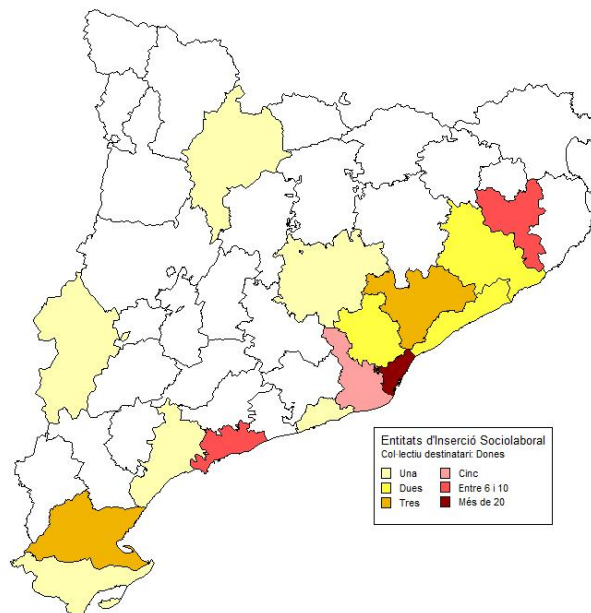 Entitats d'Inserció Sociolaboral
Col·lectiu destinatari: Dones
Una
Dues
Tres
Cinc
Entre 6 i 10
Més de 20